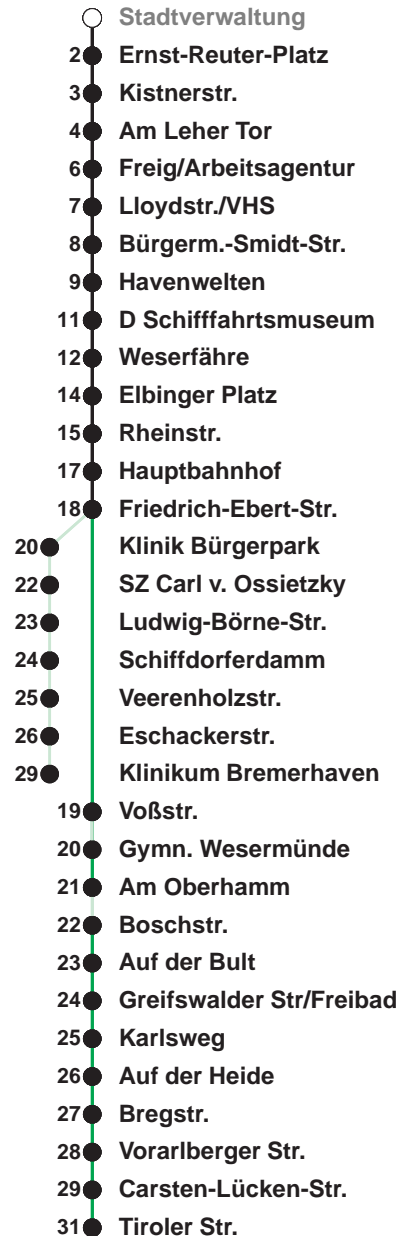 Stadtverwaltung
2 Ernst-Reuter-Platz
3 Kistnerstr.
4 Am Leher Tor
6 Freig/Arbeitsagentur
7 Lloydstr./VHS
8 Bürgerm.-Smidt-Str.
9 Havenwelten
11 D Schifffahrtsmuseum
12 Weserfähre
14 Elbinger Platz
15 Rheinstr.
17 Hauptbahnhof
18 Friedrich-Ebert-Str.
20 Klinik Bürgerpark
22 SZ Carl v. Ossietzky
23 Ludwig-Börne-Str.
24 Schiffdorferdamm
25 Veerenholzstr.
26 Eschackerstr.
29 Klinikum Bremerhaven
19 Voßstr.
20 Gymn. Wesermünde
21 Am Oberhamm
22 Boschstr.
23 Auf der Bult
24 Greifswalder Str/Freibad
25 Karlsweg
26 Auf der Heide
27 Bregstr.
28 Vorarlberger Str.
29 Carsten-Lücken-Str.
31 Tiroler Str.